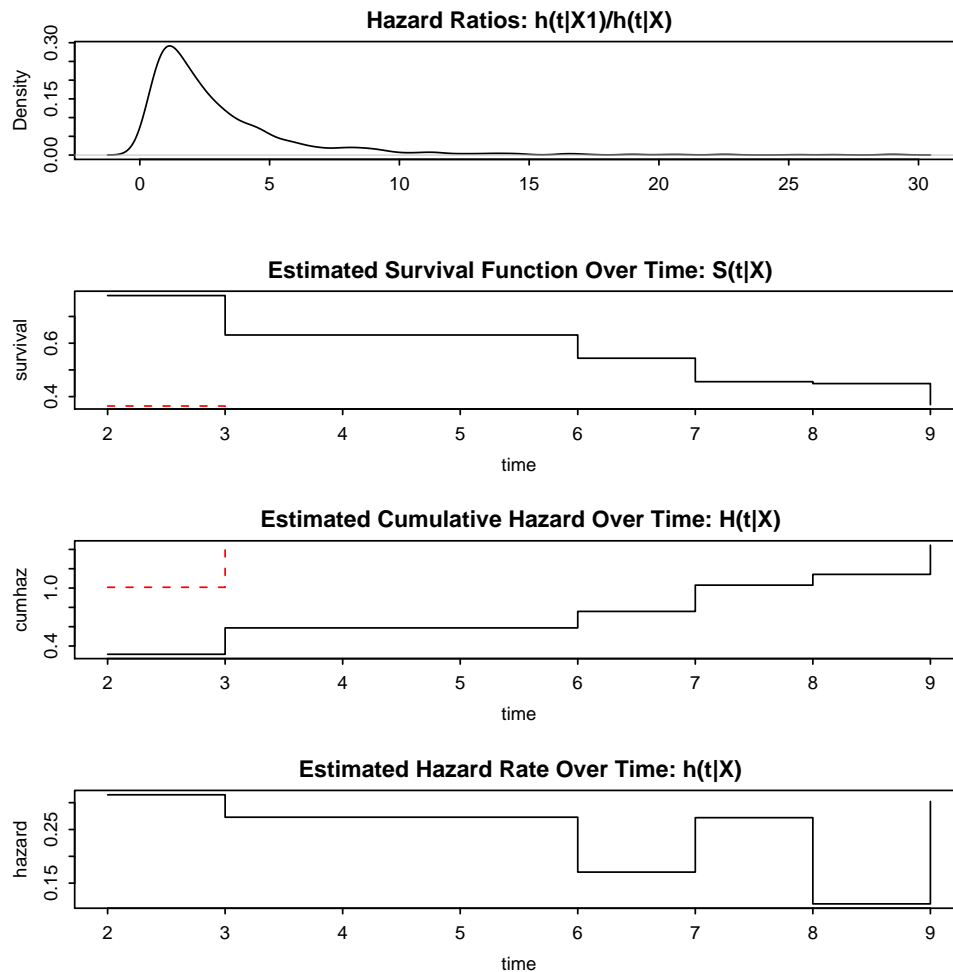 Hazard Ratios: h(t|X1)/h(t|X)
Density
0.00 0.15 0.30
0 5 10 15 20 25 30
Estimated Survival Function Over Time: S(t|X)
survival
0.4 0.6
2 3 4 5 6 7 8 9
time
Estimated Cumulative Hazard Over Time: H(t|X)
cumhaz
0.4 1.0
2 3 4 5 6 7 8 9
time
Estimated Hazard Rate Over Time: h(t|X)
hazard
0.15 0.25
2 3 4 5 6 7 8 9
time